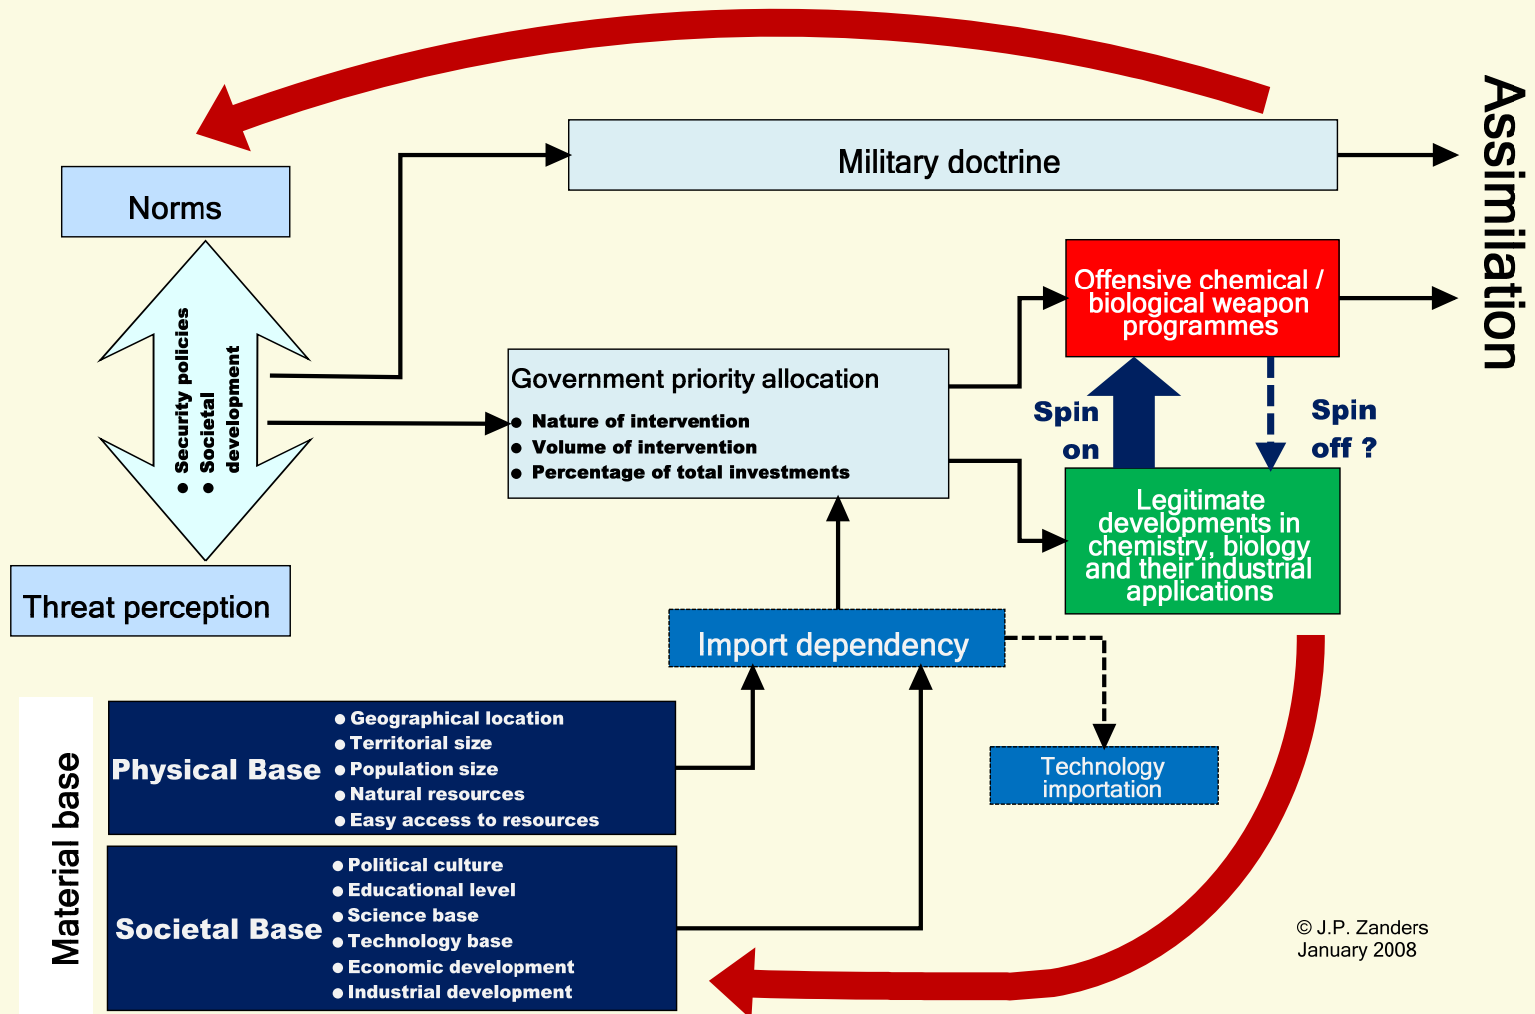 Assimilation
Military doctrine
Norms
Offensive chemical /
biological weapon
programmes
● Security policies
● Societal
development
Government priority allocation
● Nature of intervention
● Volume of intervention
● Percentage of total investments
Spin
on
Spin
off ?
Legitimate
developments in
chemistry, biology
and their industrial
applications
Threat perception
Import dependency
Technology
importation
Material base
Physical Base
● Geographical location
● Territorial size
● Population size
● Natural resources
● Easy access to resources
Societal Base
● Political culture
● Educational level
● Science base
● Technology base
● Economic development
● Industrial development
© J.P. Zanders
January 2008